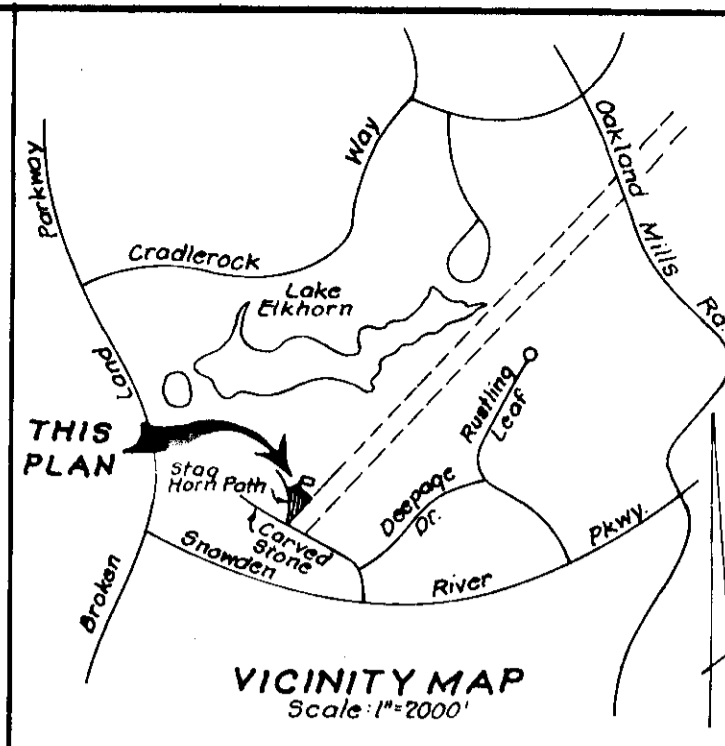 Oakland
Mills
Rd.
Way
Parkway
Cradlerock
Lake
Elkhorn
Land
Rustling
Leaf
THIS
PLAN
Stag
Horn Path
Deepage
Dr.
Carved
Stone
Snowden
River
Pkwy.
Broken
VICINITY MAP
Scale: 1"=2000'